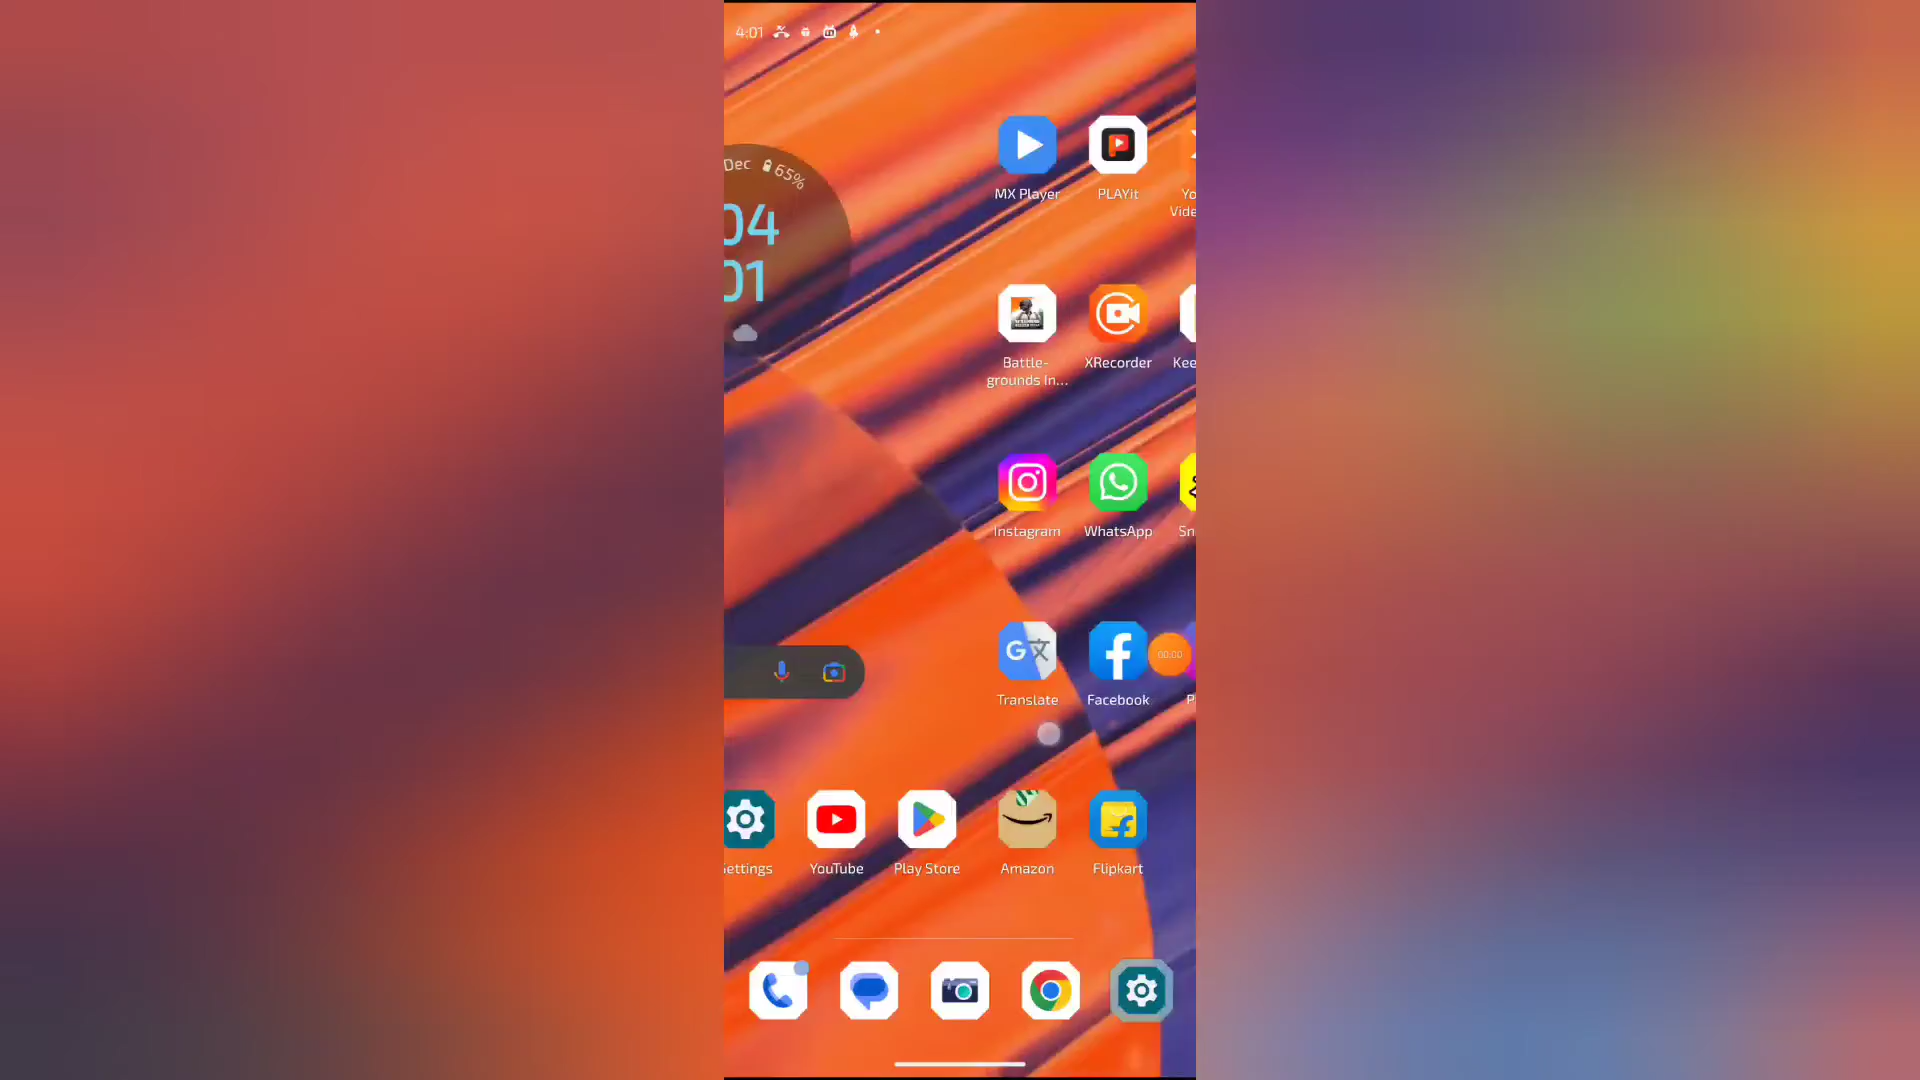 4:01
Dec 65%
04
01
MX Player
PLAYit
Yo
Vide
Battle-
grounds In...
XRecorder
Kee
Instagram
WhatsApp
Sn
Translate
Facebook
00:00
P
ettings
YouTube
Play Store
Amazon
Flipkart